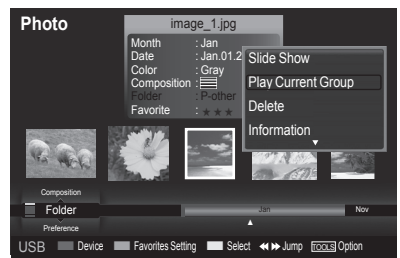 Photo
image_1.jpg
Month : Jan
Date : Jan.01.2
Color : Gray
Composition :
Folder : P-other
Favorite : ★ ★ ★
Slide Show
Play Current Group
Delete
Information
Composition
Folder
Preference
Jan
Nov
USB Device Favorites Setting Select Jump TOOLS Option